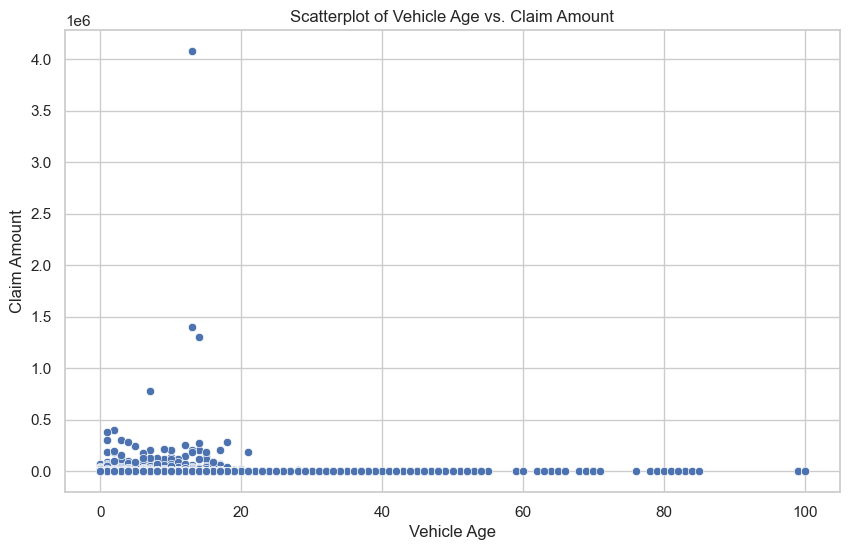 Scatterplot of Vehicle Age vs. Claim Amount
1e6
4.0
3.5
3.0
2.5
2.0
1.5
1.0
0.5
0.0
Claim Amount
0 20 40 60 80 100
Vehicle Age